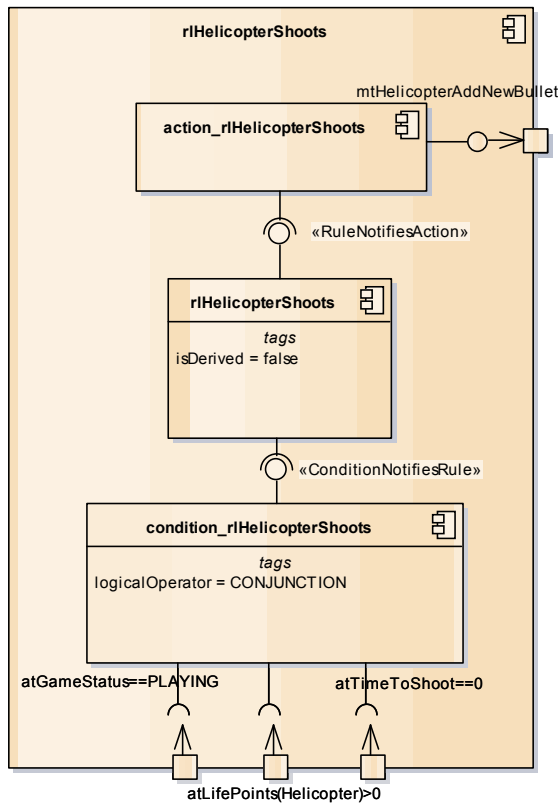 rlHelicopterShoots
mtHelicopterAddNewBullet
action_rlHelicopterShoots
«RuleNotifiesAction»
rlHelicopterShoots
tags
isDerived = false
«ConditionNotifiesRule»
condition_rlHelicopterShoots
tags
logicalOperator = CONJUNCTION
atGameStatus==PLAYING
atTimeToShoot==0
atLifePoints(Helicopter)>0